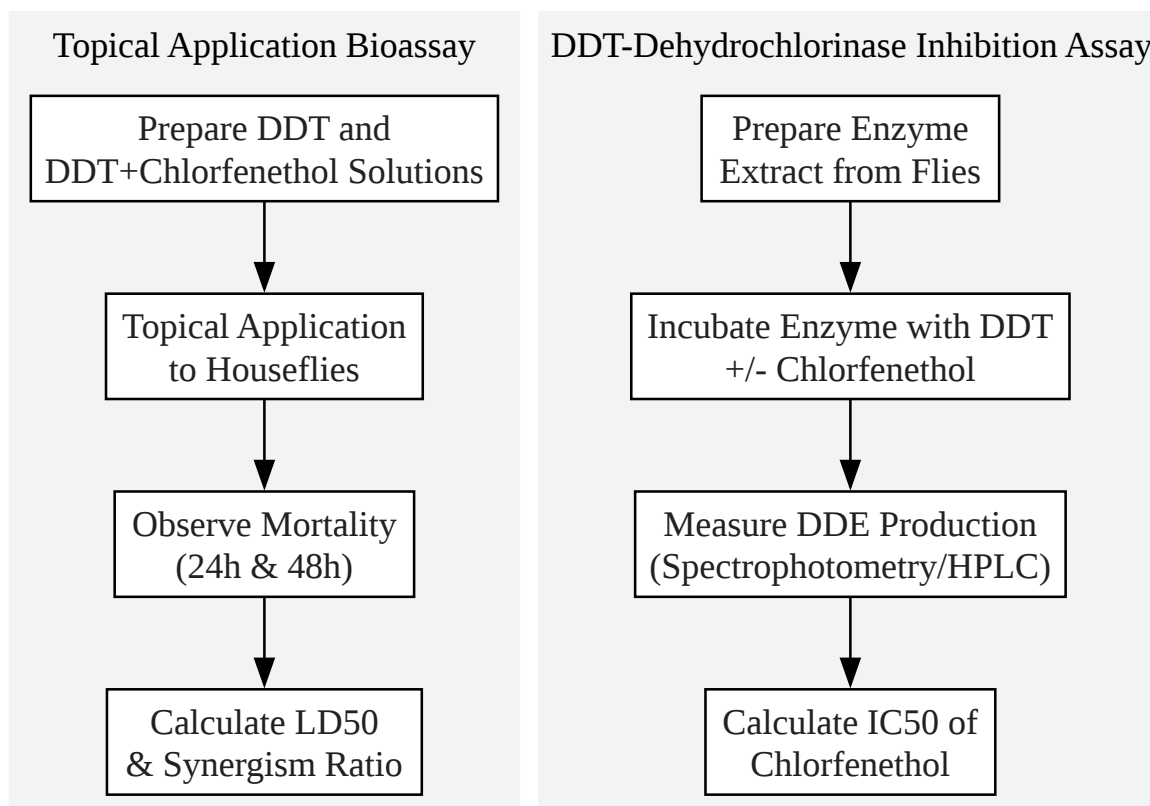 Topical Application Bioassay
Prepare DDT and
DDT+Chlorfenethol Solutions
Topical Application
to Houseflies
Observe Mortality
(24h & 48h)
Calculate LD50
& Synergism Ratio
DDT-Dehydrochlorinase Inhibition Assay
Prepare Enzyme
Extract from Flies
Incubate Enzyme with DDT
+/- Chlorfenethol
Measure DDE Production
(Spectrophotometry/HPLC)
Calculate IC50 of
Chlorfenethol